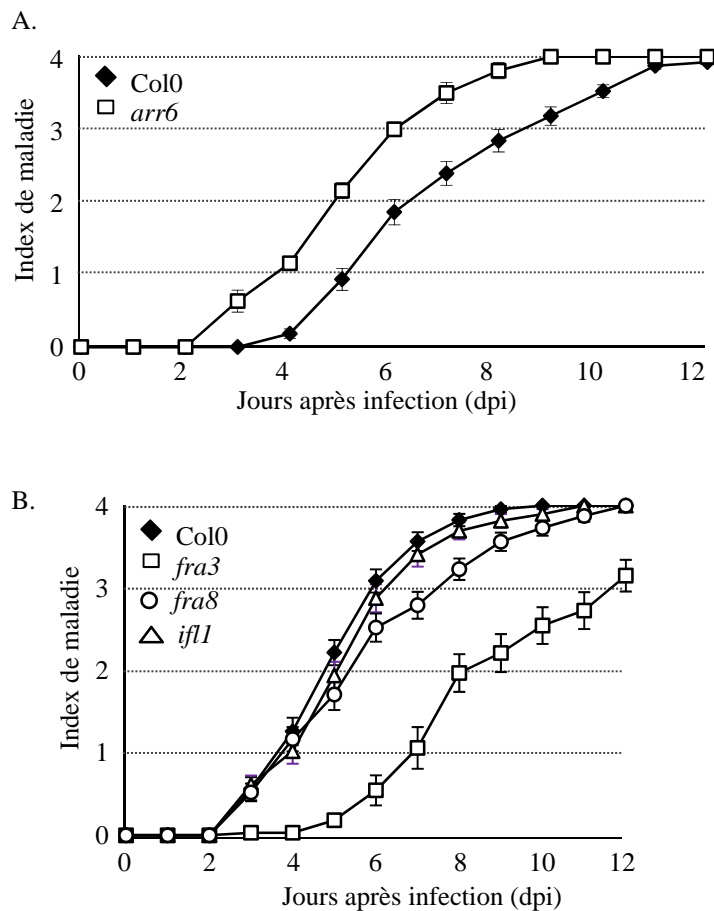 A.
4
3
2
1
0
Index de maladie
Col0
arr6
0 2 4 6 8 10 12
Jours après infection (dpi)
B.
4
3
2
1
0
Index de maladie
Col0
fra3
fra8
ifl1
0 2 4 6 8 10 12
Jours après infection (dpi)